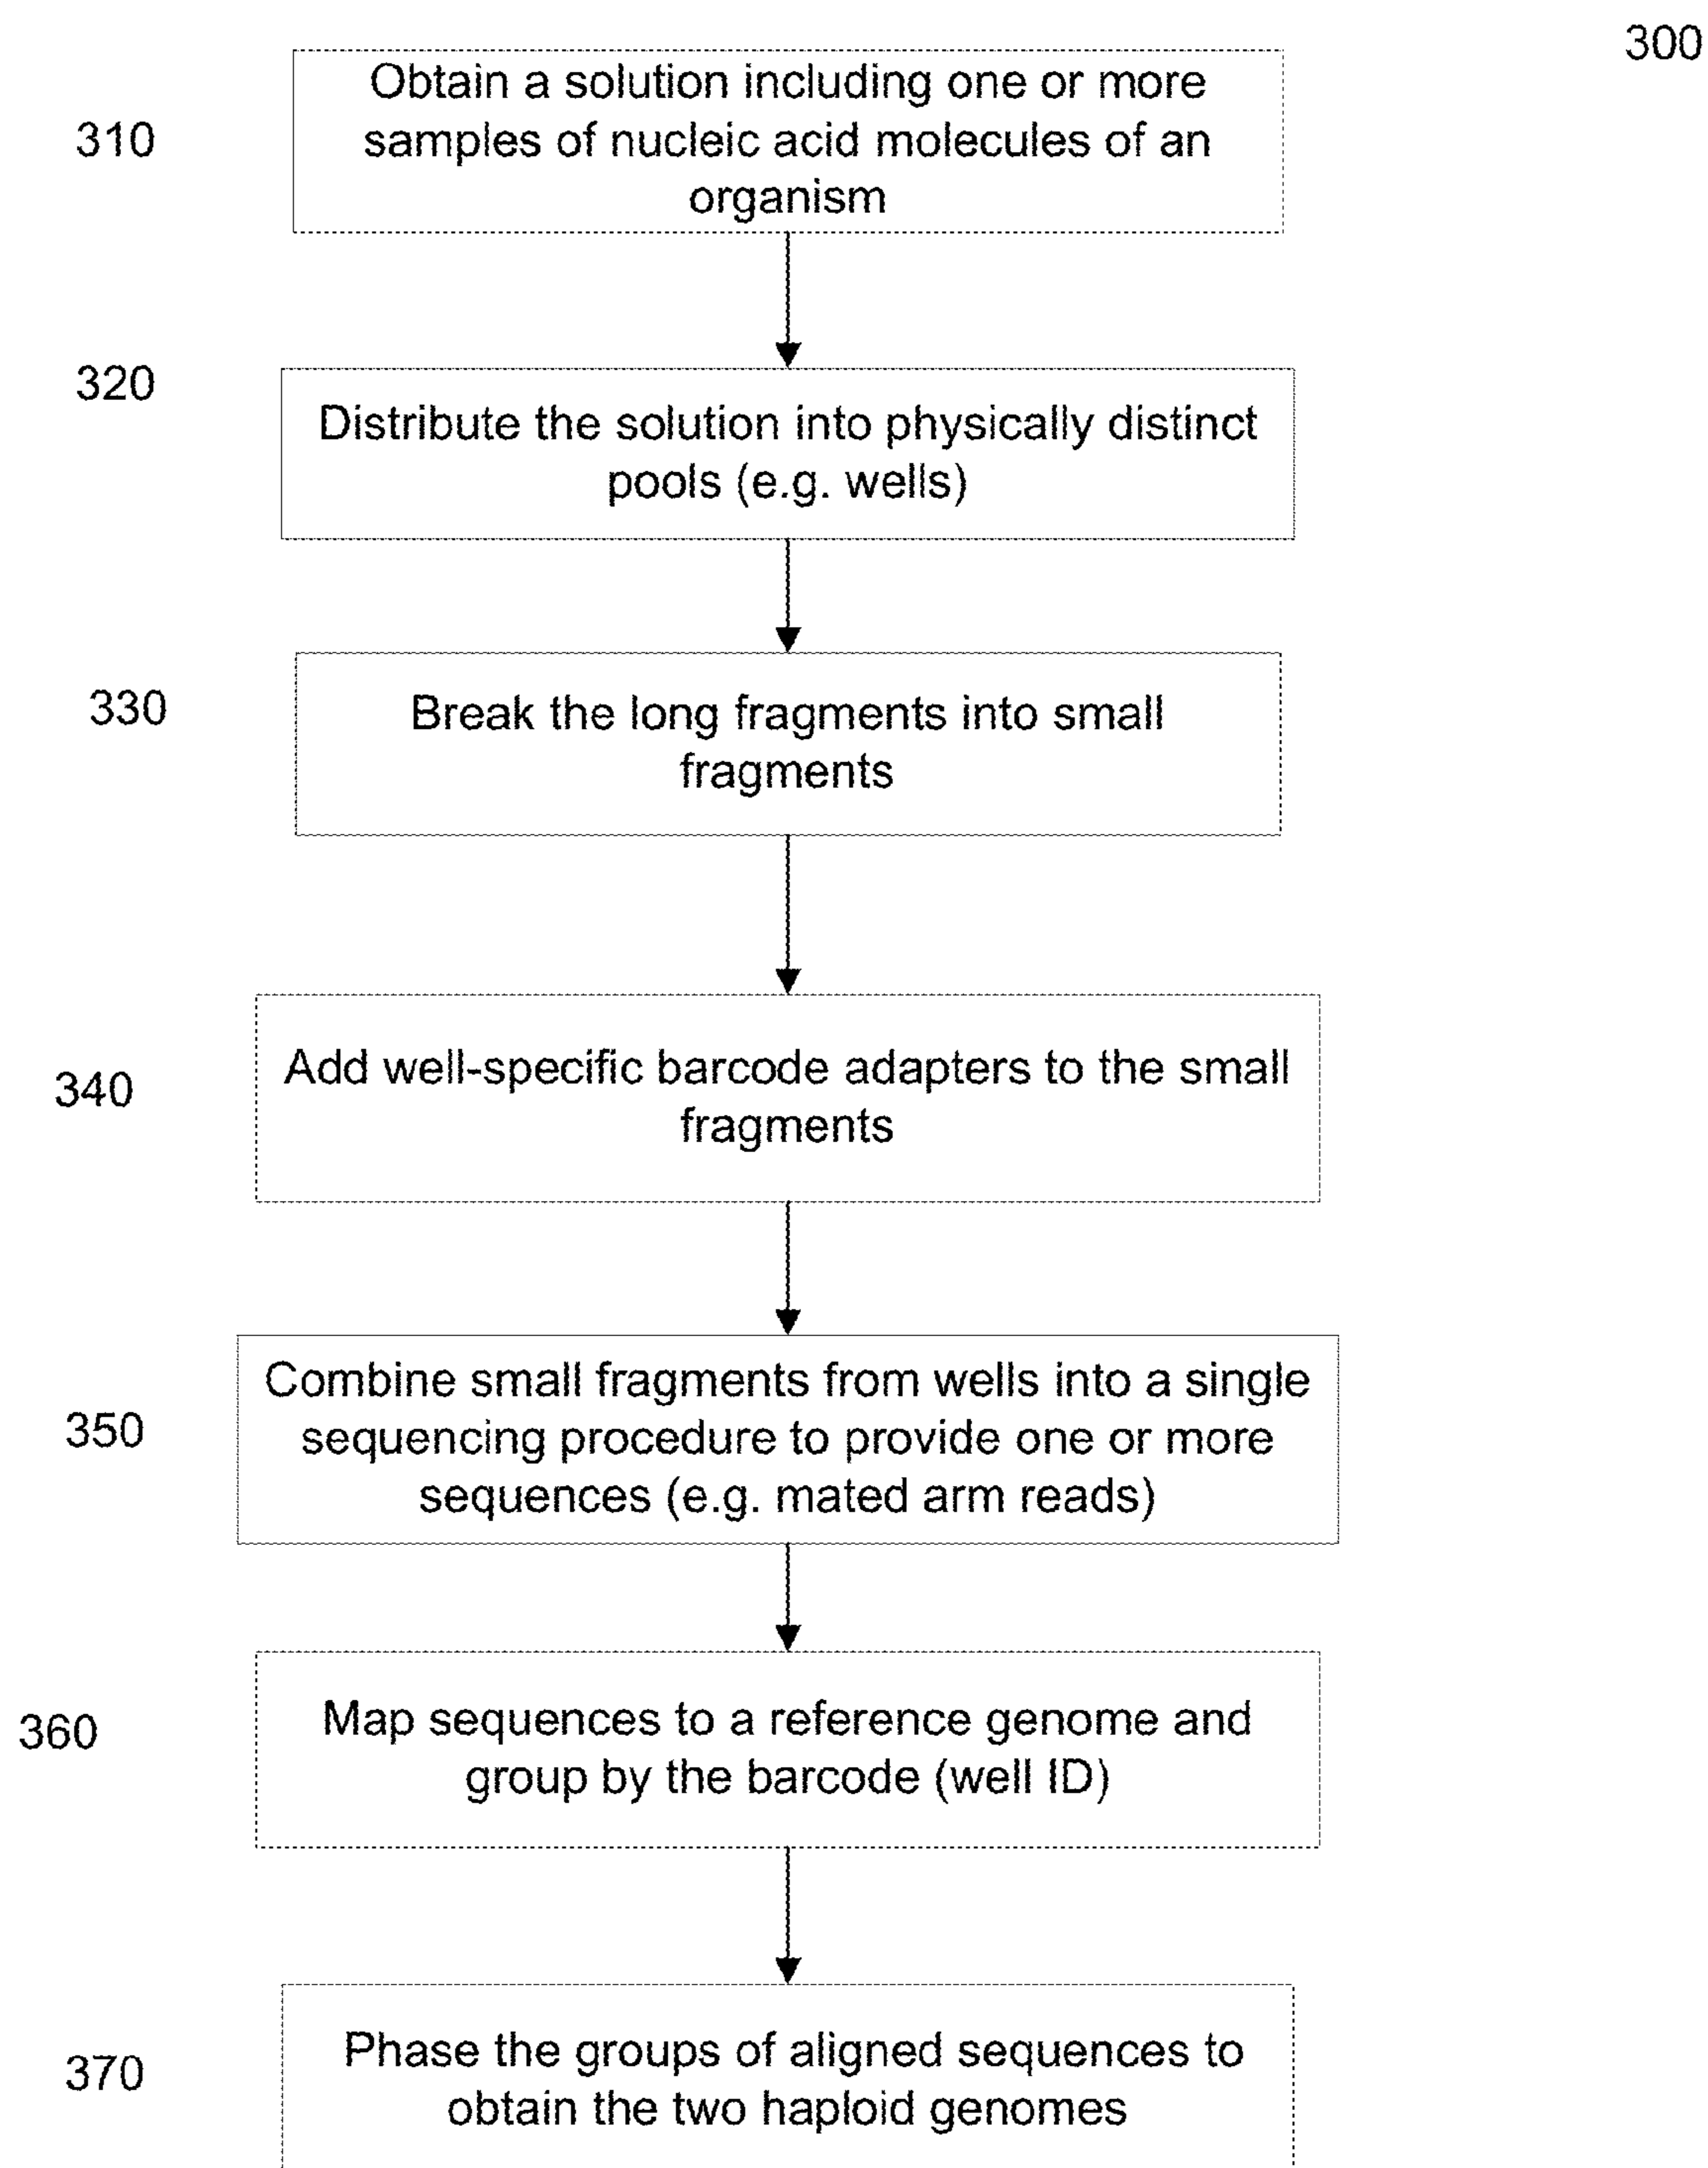 300
310
Obtain a solution including one or more
samples of nucleic acid molecules of an
organism
320
Distribute the solution into physically distinct
pools (e.g. wells)
330
Break the long fragments into small
fragments
340
Add well-specific barcode adapters to the small
fragments
350
Combine small fragments from wells into a single
sequencing procedure to provide one or more
sequences (e.g. mated arm reads)
360
Map sequences to a reference genome and
group by the barcode (well ID)
370
Phase the groups of aligned sequences to
obtain the two haploid genomes